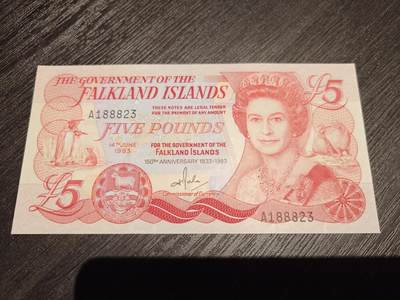 THE GOVERNMENT OF THE
FALKLAND ISLANDS
£5
A188823
THESE NOTES ARE LEGAL TENDER
FOR THE PAYMENT OF ANY AMOUNT
FIVE POUNDS
14TH JUNE
1983
FOR THE GOVERNMENT OF THE
FALKLAND ISLANDS
150TH ANNIVERSARY 1833-1983
£5
A188823